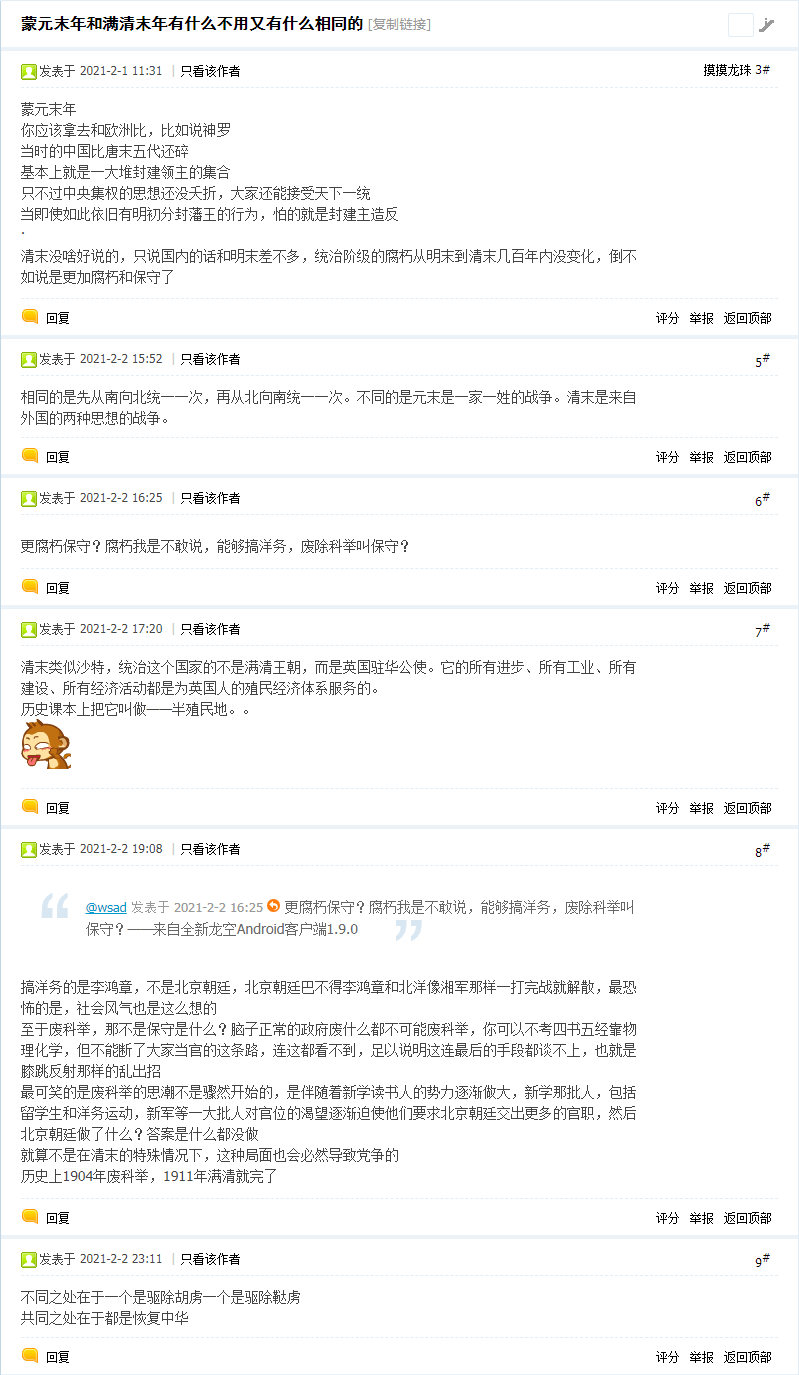 蒙元末年和满清末年有什么不用又有什么相同的 [复制链接]
发表于 2021-2-1 11:31 |只看该作者 摸摸龙珠 3#
蒙元末年
你应该拿去和欧洲比，比如说神罗
当时的中国比唐末五代还碎
基本上就是一大堆封建领主的集合
只不过中央集权的思想还没夭折，大家还能接受天下一统
当即使如此依旧有明初分封藩王的行为，怕的就是封建主造反
.
清末没啥好说的，只说国内的话和明末差不多，统治阶级的腐朽从明末到清末几百年内没变化，倒不
如说是更加腐朽和保守了
回复 评分 举报 返回顶部
发表于 2021-2-2 15:52 |只看该作者 5#
相同的是先从南向北统一一次，再从北向南统一一次。不同的是元末是一家一姓的战争。清末是来自
外国的两种思想的战争。
回复 评分 举报 返回顶部
发表于 2021-2-2 16:25 |只看该作者 6#
更腐朽保守？腐朽我是不敢说，能够搞洋务，废除科举叫保守？
回复 评分 举报 返回顶部
发表于 2021-2-2 17:20 |只看该作者 7#
清末类似沙特，统治这个国家的不是满清王朝，而是英国驻华公使。它的所有进步、所有工业、所有
建设、所有经济活动都是为英国人的殖民经济体系服务的。
历史课本上把它叫做——半殖民地。。
回复 评分 举报 返回顶部
发表于 2021-2-2 19:08 |只看该作者 8#
@wsad 发表于 2021-2-2 16:25 更腐朽保守？腐朽我是不敢说，能够搞洋务，废除科举叫
保守？——来自全新龙空Android客户端1.9.0
搞洋务的是李鸿章，不是北京朝廷，北京朝廷巴不得李鸿章和北洋像湘军那样一打完战就解散，最恐
怖的是，社会风气也是这么想的
至于废科举，那不是保守是什么？脑子正常的政府废什么都不可能废科举，你可以不考四书五经靠物
理化学，但不能断了大家当官的这条路，连这都看不到，足以说明这连最后的手段都谈不上，也就是
膝跳反射那样的乱出招
最可笑的是废科举的思潮不是骤然开始的，是伴随着新学读书人的势力逐渐做大，新学那批人，包括
留学生和洋务运动，新军等一大批人对官位的渴望逐渐迫使他们要求北京朝廷交出更多的官职，然后
北京朝廷做了什么？答案是什么都没做
就算不是在清末的特殊情况下，这种局面也会必然导致党争的
历史上1904年废科举，1911年满清就完了
回复 评分 举报 返回顶部
发表于 2021-2-2 23:11 |只看该作者 9#
不同之处在于一个是驱除胡虏一个是驱除鞑虏
共同之处在于都是恢复中华
回复 评分 举报 返回顶部